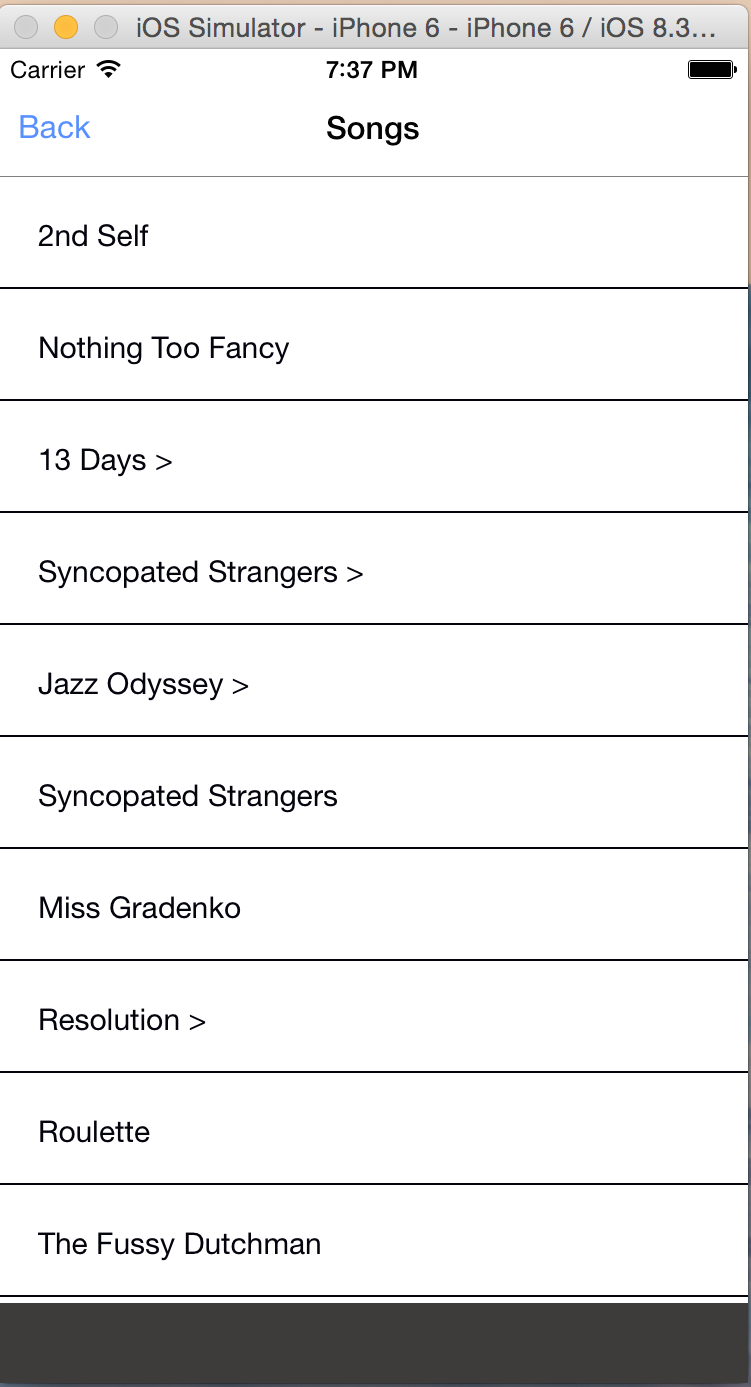 iOS Simulator - iPhone 6 - iPhone 6 / iOS 8.3...
Carrier 7:37 PM
Back Songs
2nd Self
Nothing Too Fancy
13 Days >
Syncopated Strangers >
Jazz Odyssey >
Syncopated Strangers
Miss Gradenko
Resolution >
Roulette
The Fussy Dutchman